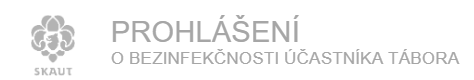 PROHLÁŠENÍ
O BEZINFEKČNOSTI ÚČASTNÍKA TÁBORA
SKAUT